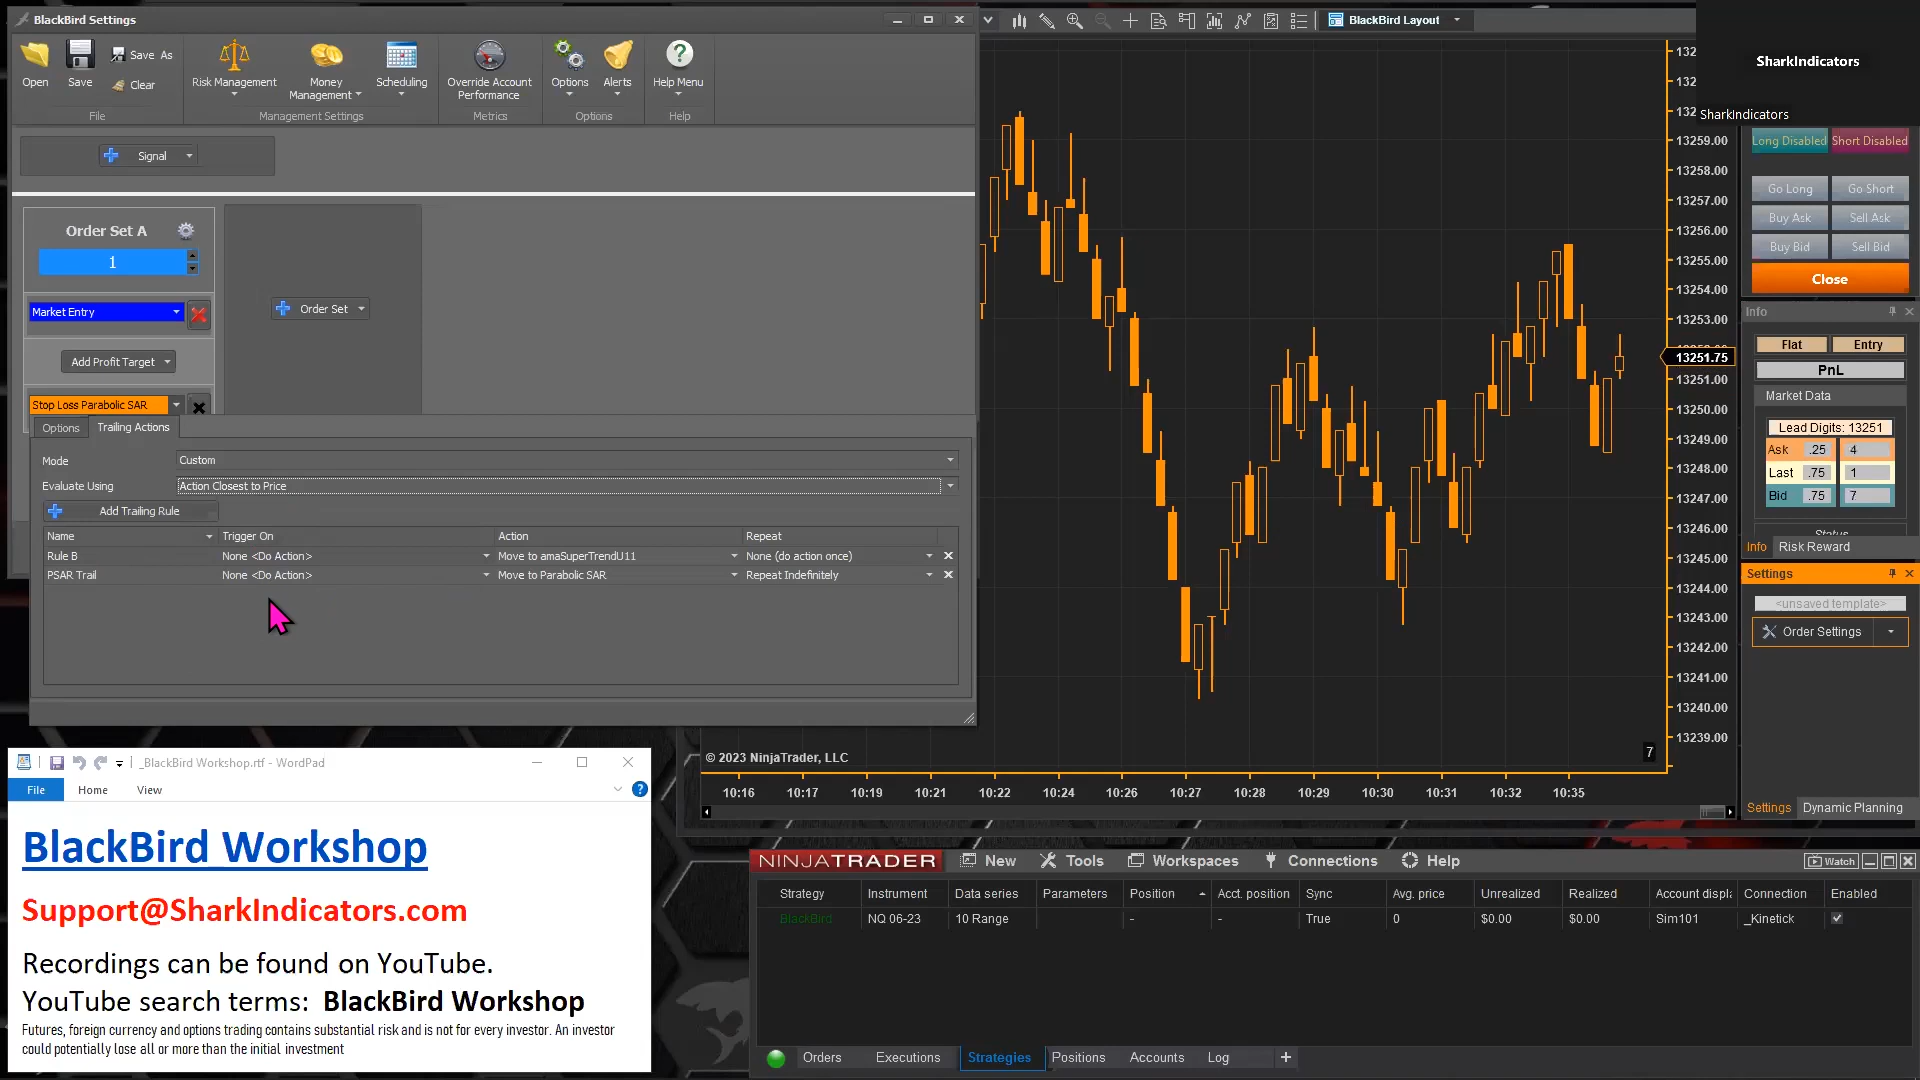 BlackBird Settings
Open
Save
Save As
Clear
File
Risk Management
Money Management
Scheduling
Management Settings
Override Account Performance
Metrics
Options
Alerts
Options
Help Menu
Help
Signal
Order Set A
1
Market Entry
Add Profit Target
Stop Loss Parabolic SAR
Order Set
Options
Trailing Actions
Mode
Custom
Evaluate Using
Action Closest to Price
Add Trailing Rule
Name Trigger On Action Repeat
Rule B None <Do Action> Move to amaSuperTrendU11 None (do action once)
PSAR Trail None <Do Action> Move to Parabolic SAR Repeat Indefinitely
BlackBird Layout
13259.00
13258.00
13257.00
13256.00
13255.00
13254.00
13253.00
13251.75
13251.00
13250.00
13249.00
13248.00
13247.00
13246.00
13245.00
13244.00
13243.00
13242.00
13241.00
13240.00
13239.00
© 2023 NinjaTrader, LLC
7
10:16 10:17 10:19 10:21 10:22 10:24 10:26 10:27 10:28 10:29 10:30 10:31 10:32 10:35
SharkIndicators
SharkIndicators
Long Disabled Short Disabled
Go Long Go Short
Buy Ask Sell Ask
Buy Bid Sell Bid
Close
Info
Flat Entry
PnL
Market Data
Lead Digits: 13251
Ask .25 4
Last .75 1
Bid .75 7
Status
Info Risk Reward
Settings
<unsaved template>
Order Settings
Settings Dynamic Planning
_BlackBird Workshop.rtf - WordPad
File Home View
BlackBird Workshop
Support@SharkIndicators.com
Recordings can be found on YouTube.
YouTube search terms: BlackBird Workshop
Futures, foreign currency and options trading contains substantial risk and is not for every investor. An investor
could potentially lose all or more than the initial investment
NINJATRADER New Tools Workspaces Connections Help Watch
Strategy Instrument Data series Parameters Position Acct. position Sync Avg. price Unrealized Realized Account displ Connection Enabled
BlackBird NQ 06-23 10 Range - - True 0 $0.00 $0.00 Sim101 _Kinetick
Orders Executions Strategies Positions Accounts Log +